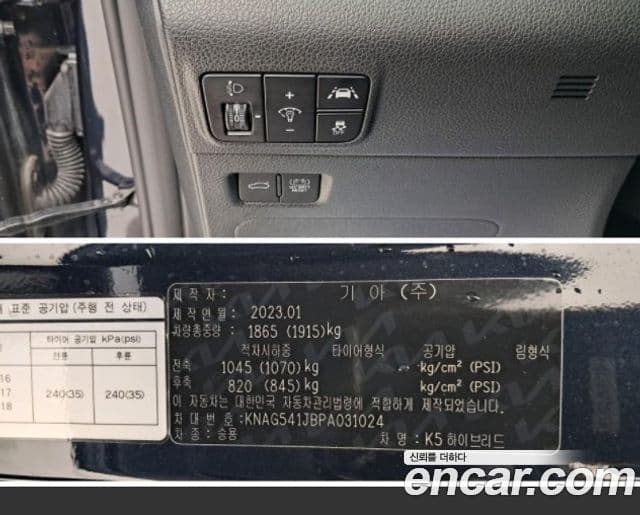 0
+
−
표준 공기압 (주행 전 상태)
타이어 공기압 kPa(psi)
전륜 후륜
16
17
18
240(35) 240(35)
제 작 자 : 기 아 (주)
제 작 연 월 : 2023.01
차량총중량 : 1865 (1915)kg
적차시하중 타이어형식 공기압 림형식
전축 1045 (1070) kg kg/cm² (PSI)
후축 820 (845) kg kg/cm² (PSI)
이 자동차는 대한민국 자동차관리법령에 적합하게 제작되었습니다.
차 대 번 호 : KNAG541JBPA031024
차 종 : 승용 차 명 : K5 하이브리드
신뢰를 더하다
encar.com